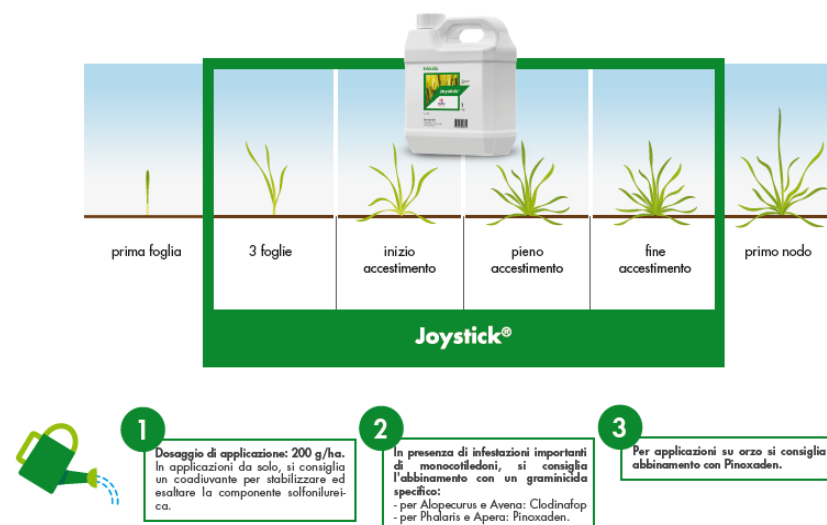 Joystick
prima foglia
3 foglie
inizio
accestimento
pieno
accestimento
fine
accestimento
primo nodo
Joystick®
1
Dosaggio di applicazione: 200 g/ha.
In applicazioni da solo, si consiglia
un coadiuvante per stabilizzare ed
esaltare la componente solfonilurei-
ca.
2
In presenza di infestazioni importanti
di monocotiledoni, si consiglia
l'abbinamento con un graminicida
specifico:
- per Alopecurus e Avena: Clodinafop
- per Phalaris e Apera: Pinoxaden.
3
Per applicazioni su orzo si consiglia
abbinamento con Pinoxaden.